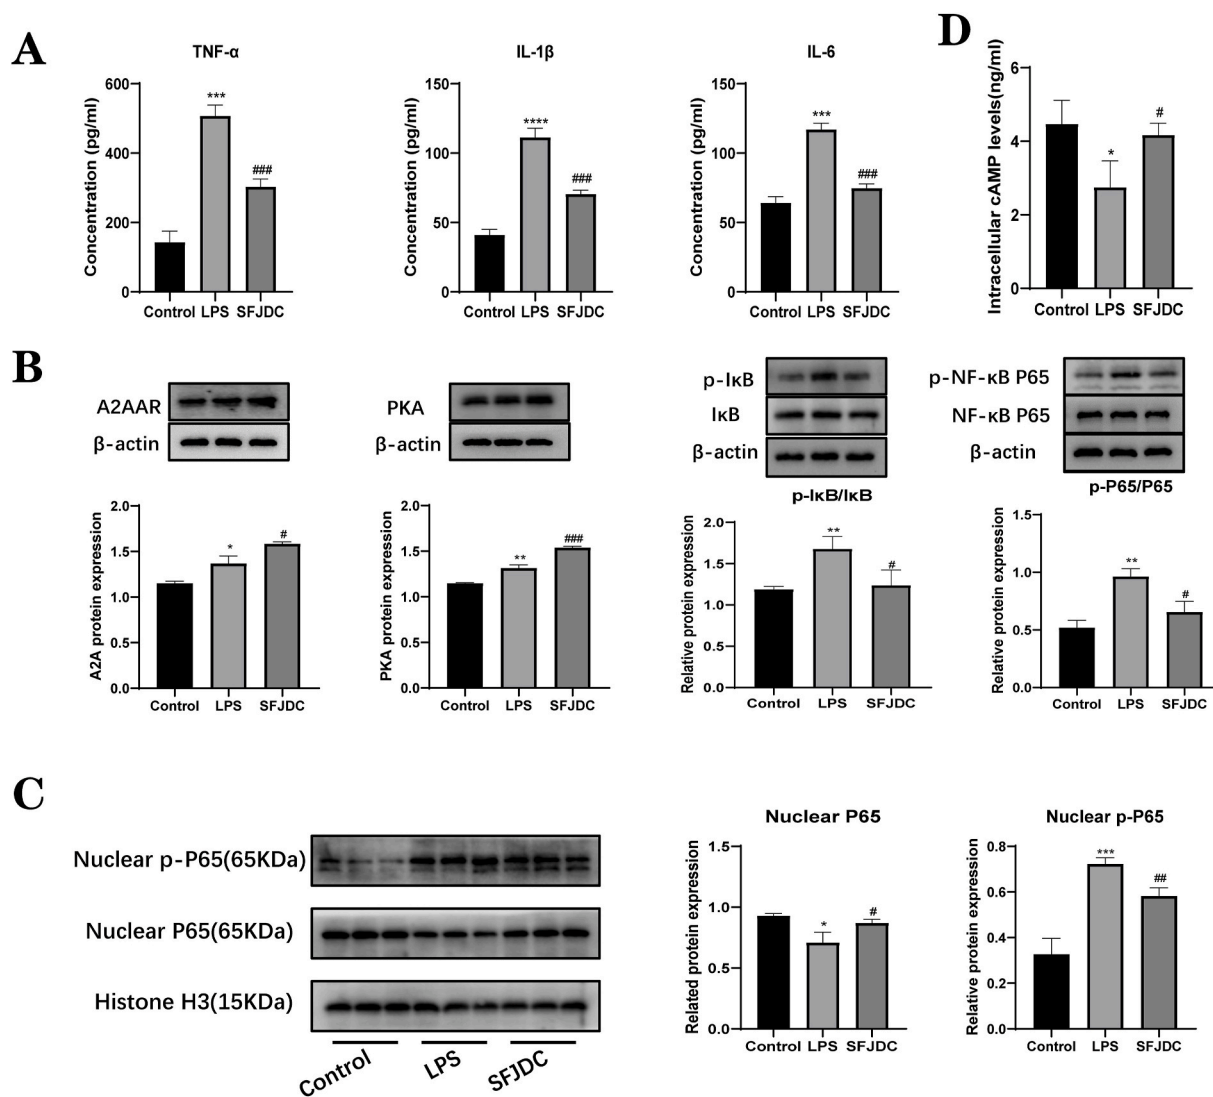 A
TNF-α
Concentration (pg/ml)
600
400
200
0
***
###
Control LPS SFJDC
IL-1β
Concentration (pg/ml)
150
100
50
0
****
###
Control LPS SFJDC
IL-6
Concentration (pg/ml)
150
100
50
0
***
###
Control LPS SFJDC
D
Intracellular cAMP levels(ng/ml)
6
4
2
0
*
#
Control LPS SFJDC
B
A2AAR
β-actin
A2A protein expression
2.0
1.5
1.0
0.5
0.0
*
#
Control LPS SFJDC
PKA
β-actin
PKA protein expression
2.0
1.5
1.0
0.5
0.0
**
###
Control LPS SFJDC
p-IκB
IκB
β-actin
p-IκB/IκB
Relative protein expression
2.0
1.5
1.0
0.5
0.0
**
#
Control LPS SFJDC
p-NF-κB P65
NF-κB P65
β-actin
p-P65/P65
Relative protein expression
1.5
1.0
0.5
0.0
**
#
Control LPS SFJDC
C
Nuclear p-P65(65KDa)
Nuclear P65(65KDa)
Histone H3(15KDa)
Control LPS SFJDC
Nuclear P65
Related protein expression
1.5
1.0
0.5
0.0
*
#
Control LPS SFJDC
Nuclear p-P65
Relative protein expression
0.8
0.6
0.4
0.2
0.0
***
##
Control LPS SFJDC